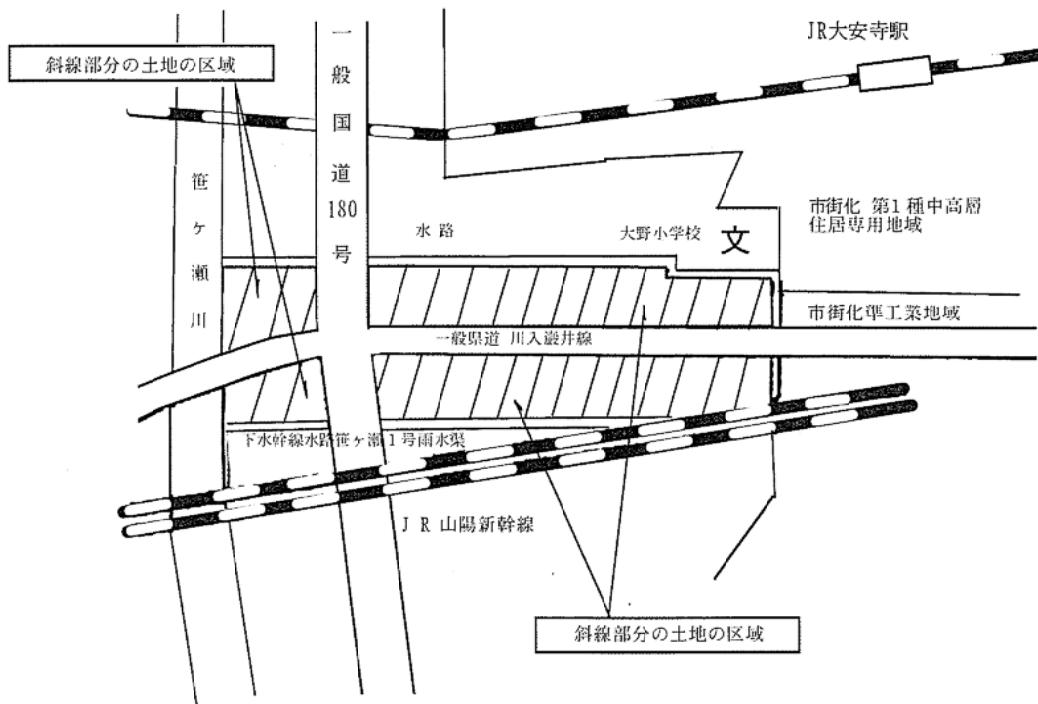 JR大安寺駅
斜線部分の土地の区域
一般国道180号
笹ヶ瀬川
水路
大野小学校
文
市街化 第1種中高層
住居専用地域
市街化準工業地域
一般県道 川入巌井線
下水幹線水路笹ヶ瀬1号雨水渠
JR山陽新幹線
斜線部分の土地の区域